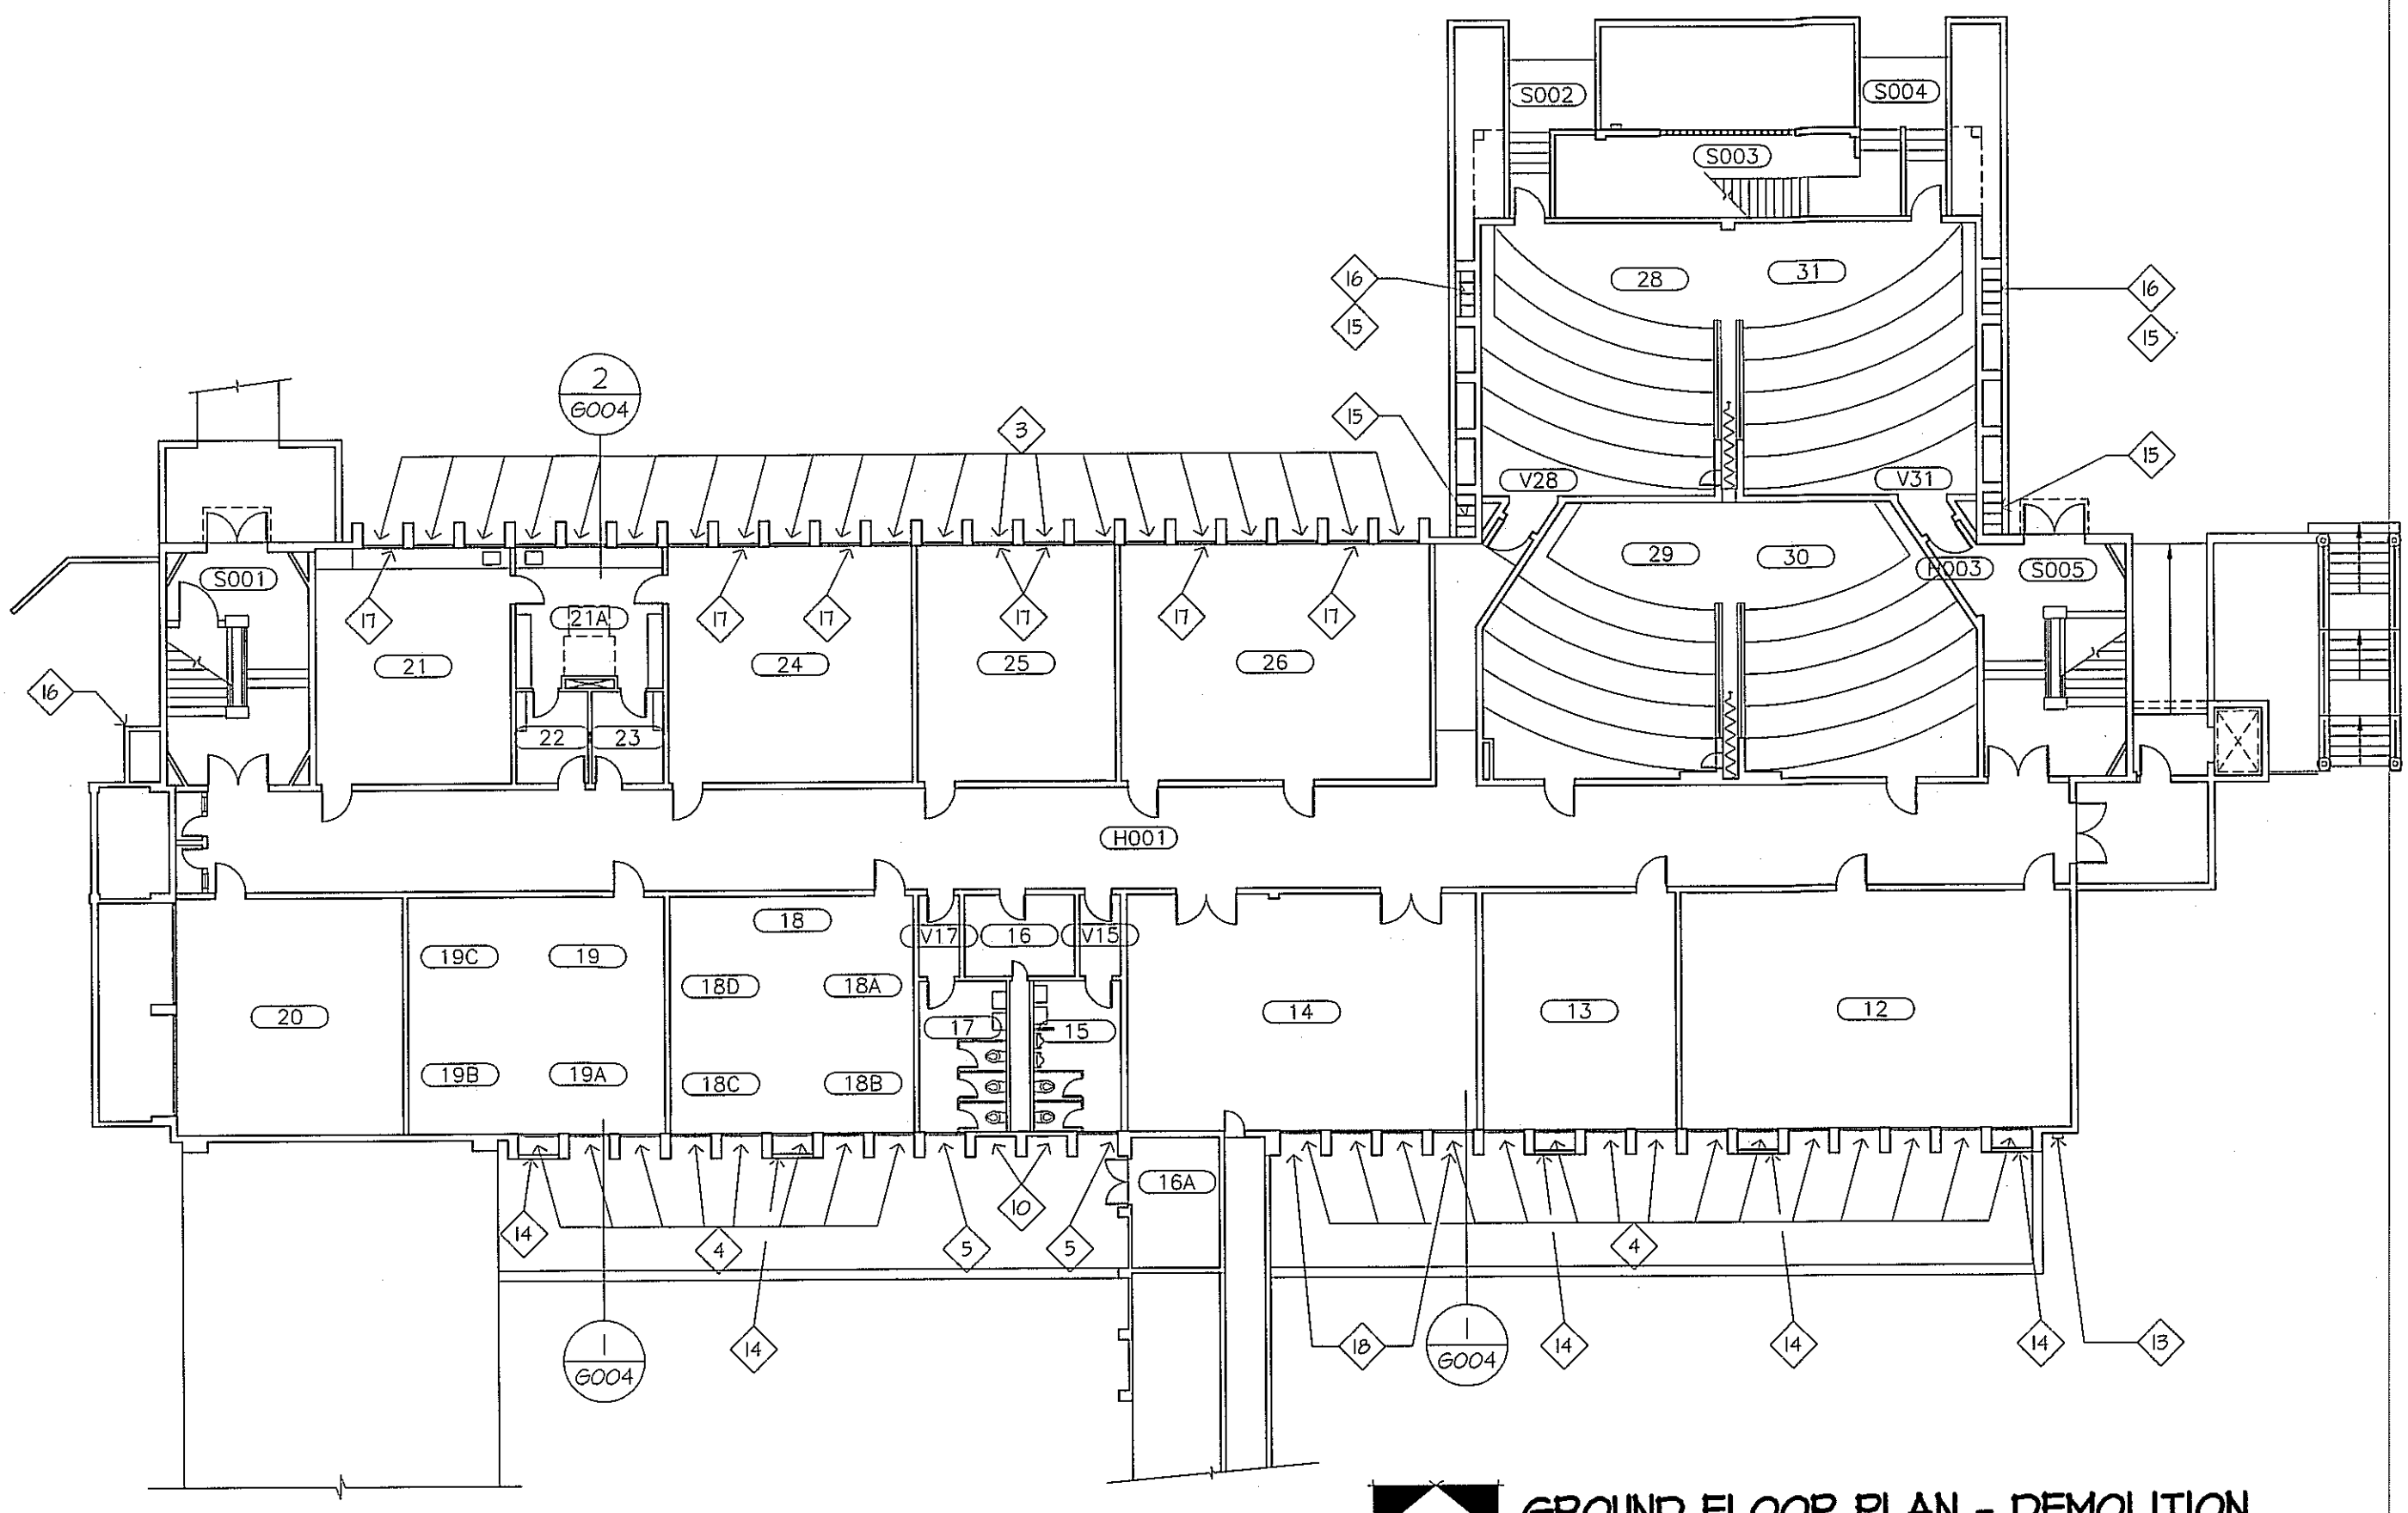 S002
S004
S003
16
28
31
16
15
15
2
G004
3
15
15
V28
V31
S001
29
30
H003
S005
17
21A
17
17
17
17
17
21
24
25
26
16
22
23
H001
18
V17
16
V15
19C
19
18D
18A
20
17
15
14
13
12
19B
19A
18C
18B
16A
14
10
4
5
5
4
14
1
G004
18
1
G004
14
14
14
13
GROUND FLOOR PLAN - DEMOLITION